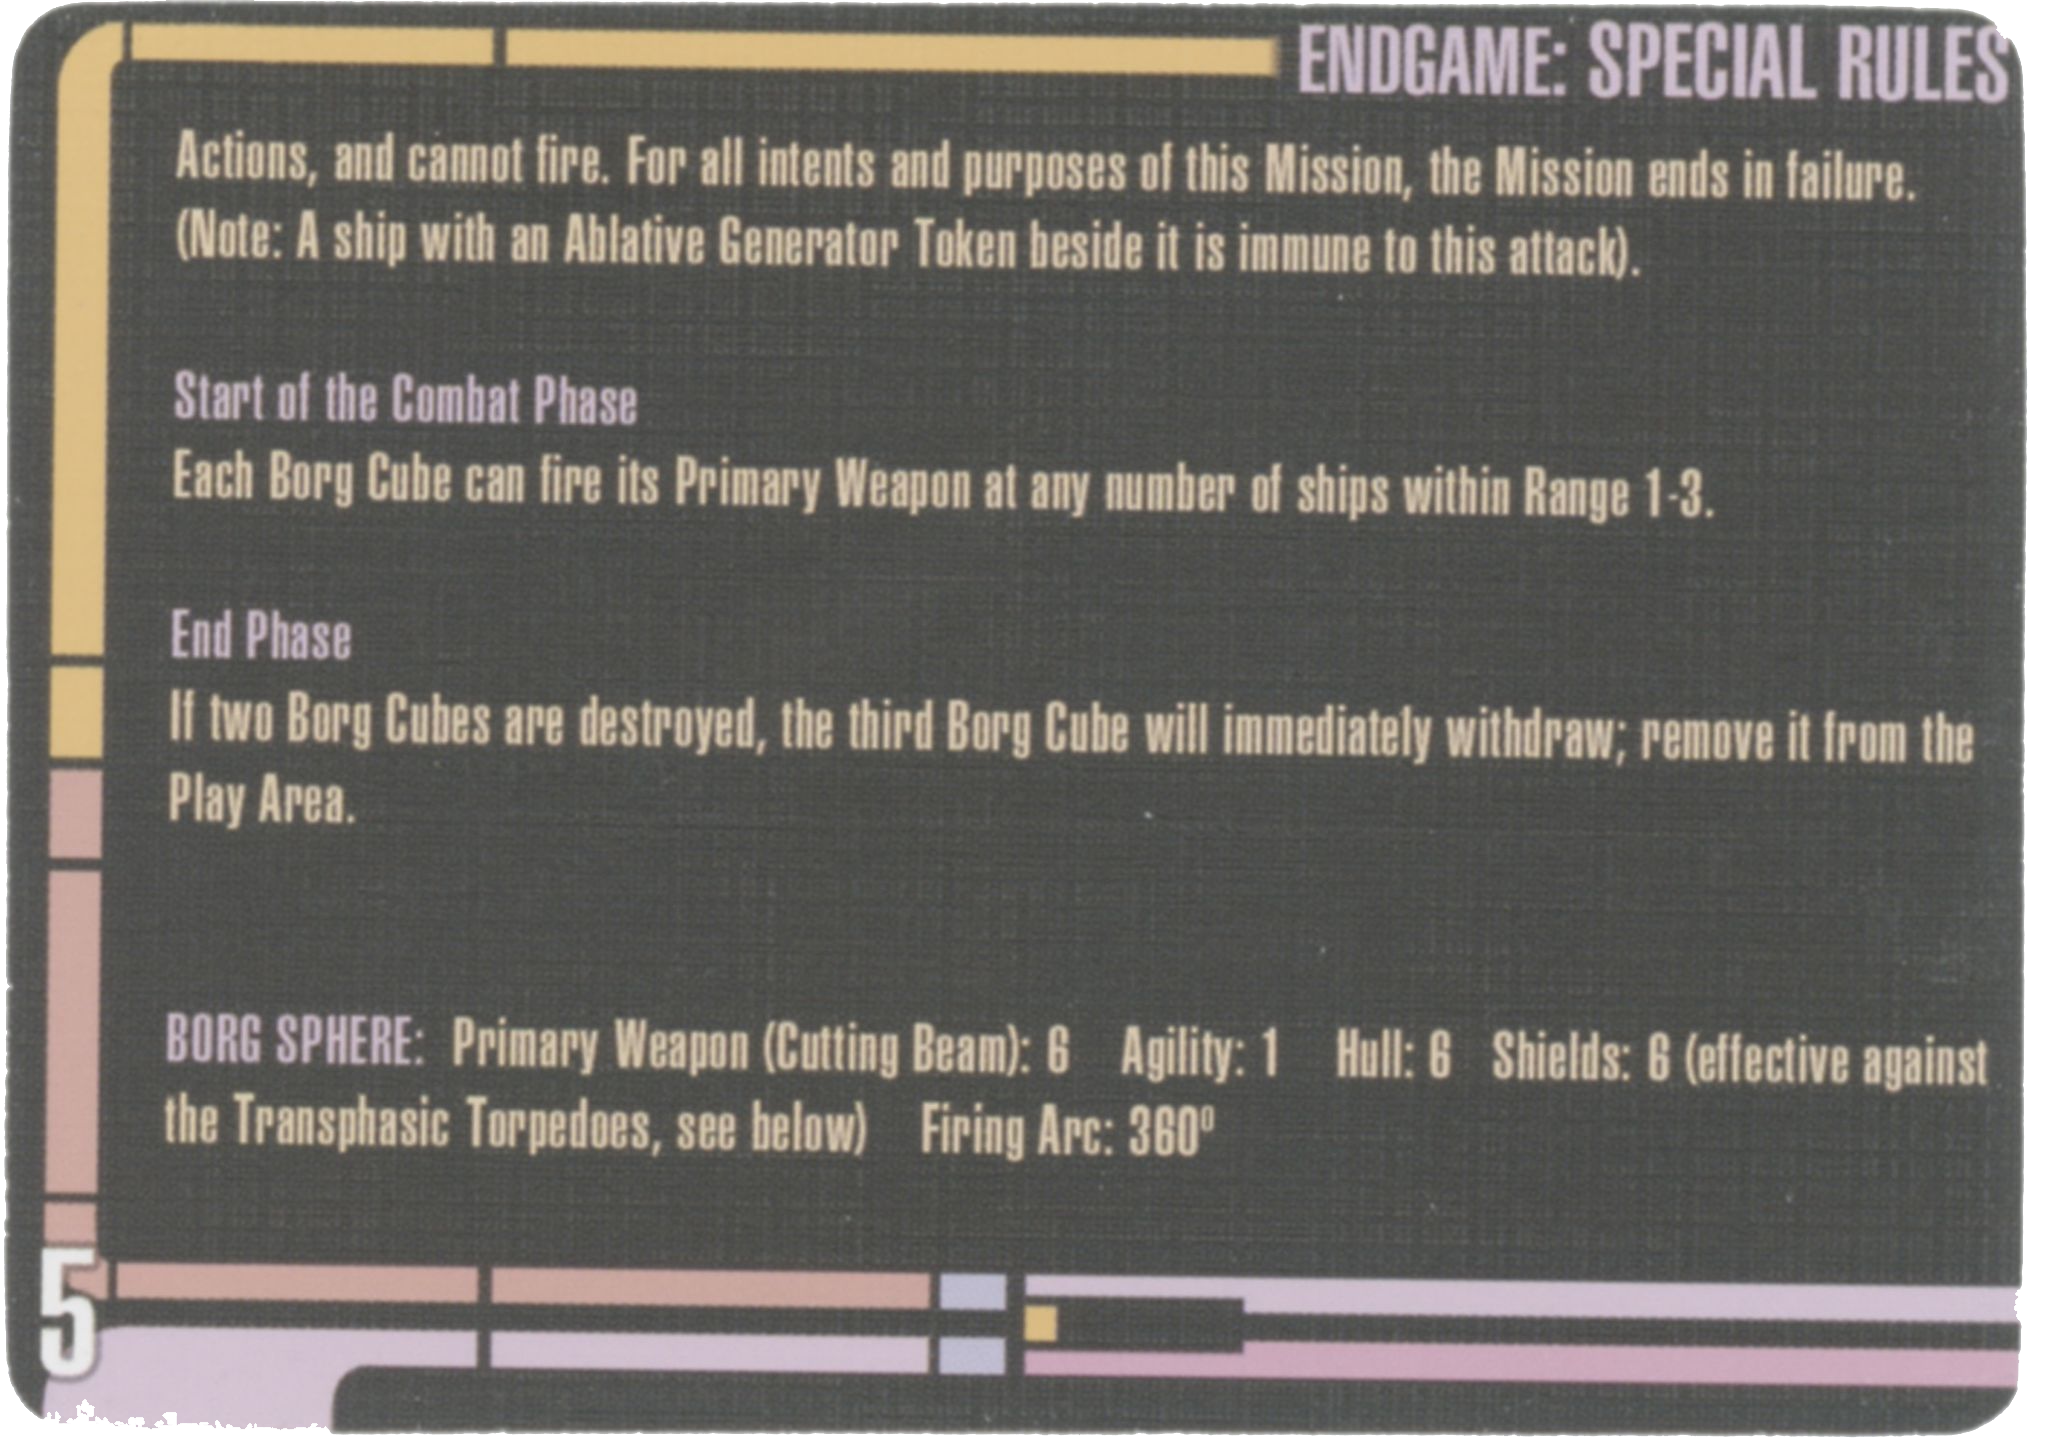 ENDGAME: SPECIAL RULES
Actions, and cannot fire. For all intents and purposes of this Mission, the Mission ends in failure.
(Note: A ship with an Ablative Generator Token beside it is immune to this attack).
Start of the Combat Phase
Each Borg Cube can fire its Primary Weapon at any number of ships within Range 1-3.
End Phase
If two Borg Cubes are destroyed, the third Borg Cube will immediately withdraw; remove it from the
Play Area.
BORG SPHERE: Primary Weapon (Cutting Beam): 6 Agility: 1 Hull: 6 Shields: 6 (effective against
the Transphasic Torpedoes, see below) Firing Arc: 360⁰
5